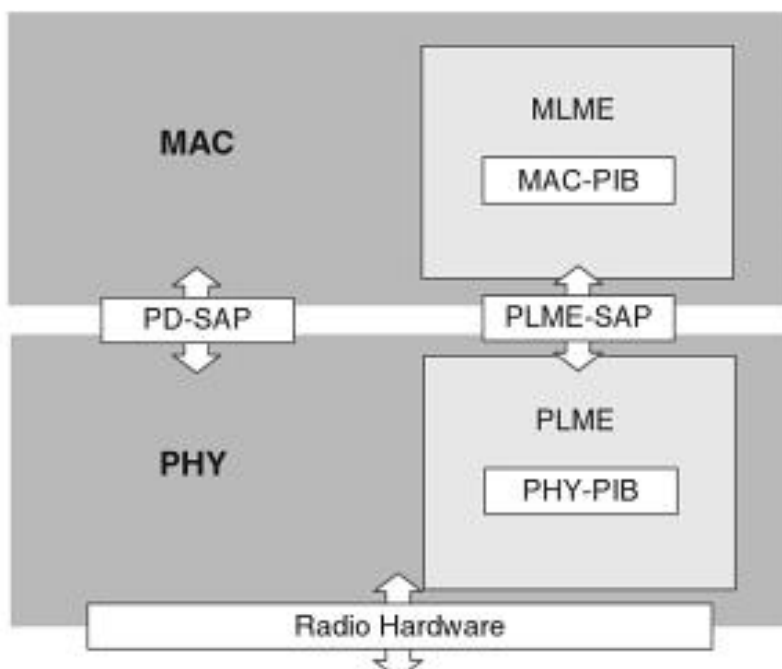 MLME
MAC
MAC-PIB
PD-SAP
PLME-SAP
PLME
PHY
PHY-PIB
Radio Hardware